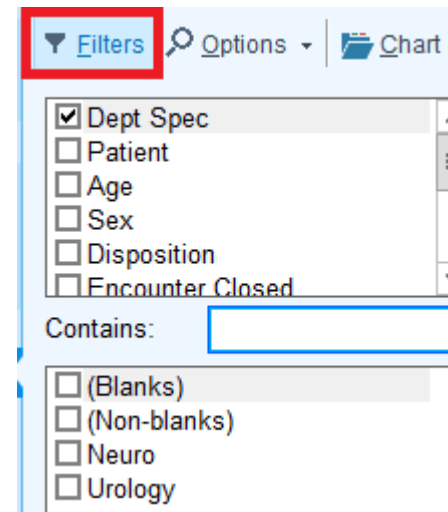 Filters Options Chart
Dept Spec
Patient
Age
Sex
Disposition
Encounter Closed
Contains:
(Blanks)
(Non-blanks)
Neuro
Urology